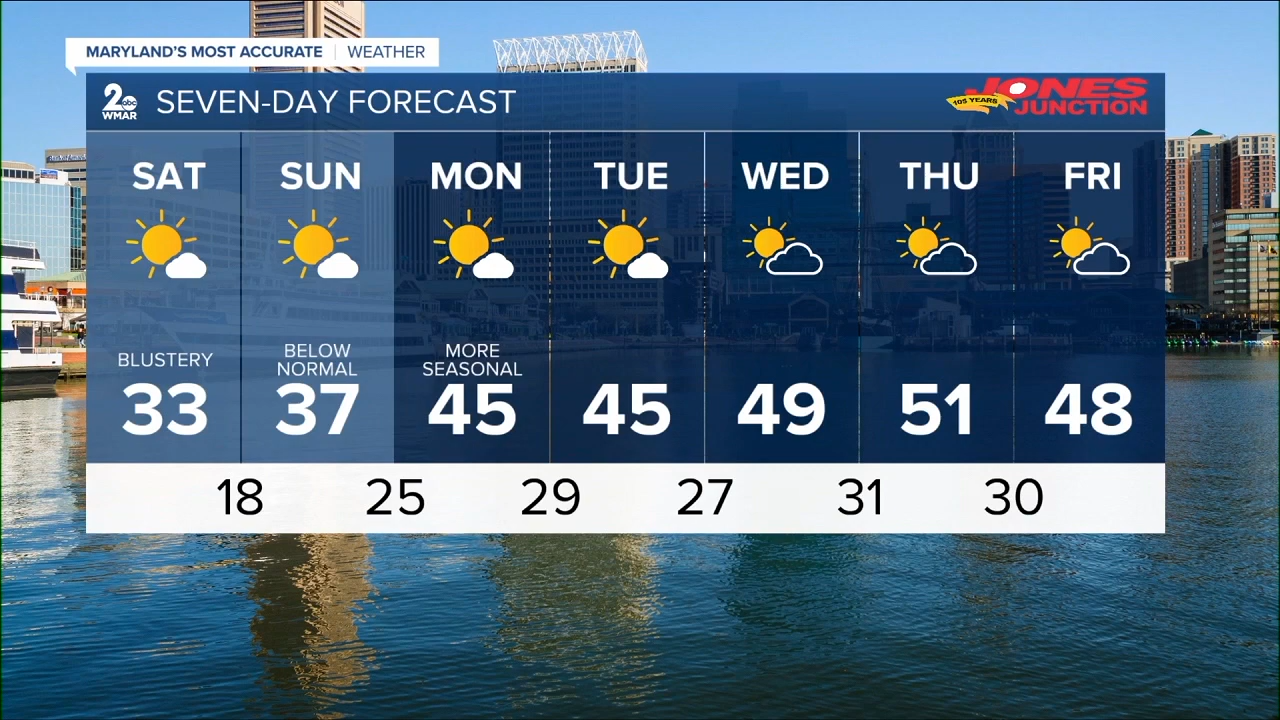 MARYLAND'S MOST ACCURATE | WEATHER
2 abc
WMAR
SEVEN-DAY FORECAST
105 YEARS
JONES
JUNCTION
SAT SUN MON TUE WED THU FRI
BLUSTERY BELOW NORMAL MORE SEASONAL
33 37 45 45 49 51 48
18 25 29 27 31 30